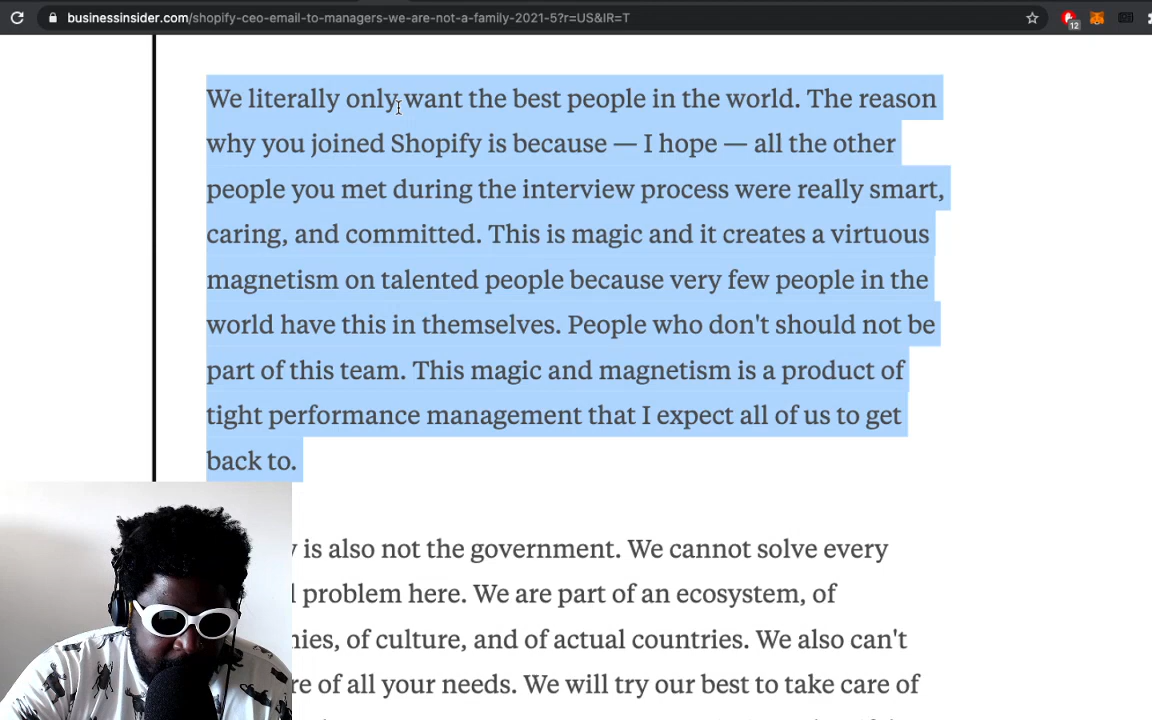 businessinsider.com/shopify-ceo-email-to-managers-we-are-not-a-family-2021-5?r=US&IR=T
12
We literally only want the best people in the world. The reason
why you joined Shopify is because — I hope — all the other
people you met during the interview process were really smart,
caring, and committed. This is magic and it creates a virtuous
magnetism on talented people because very few people in the
world have this in themselves. People who don't should not be
part of this team. This magic and magnetism is a product of
tight performance management that I expect all of us to get
back to.
is also not the government. We cannot solve every
problem here. We are part of an ecosystem, of
of culture, and of actual countries. We also can't
of all your needs. We will try our best to take care of